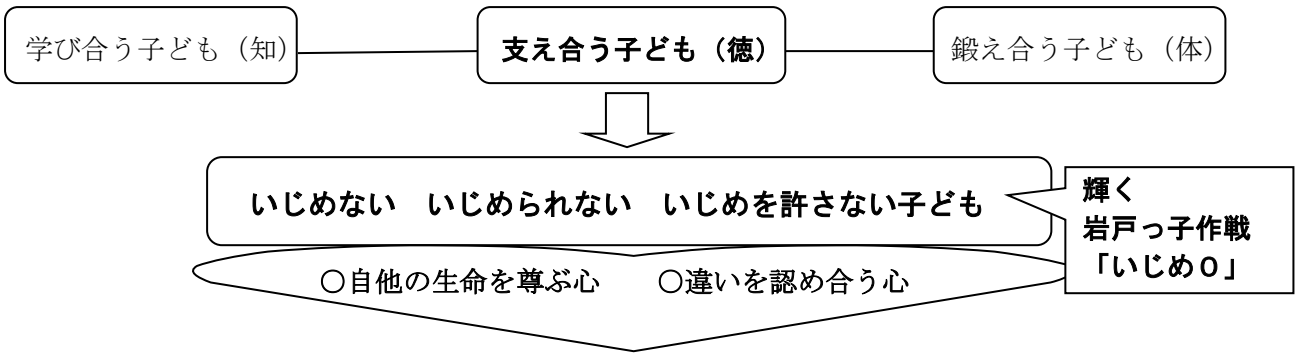 学び合う子ども（知）
支え合う子ども（徳）
鍛え合う子ども（体）
いじめない　いじめられない　いじめを許さない子ども
輝く
岩戸っ子作戦
「いじめ０」
○自他の生命を尊ぶ心　　○違いを認め合う心